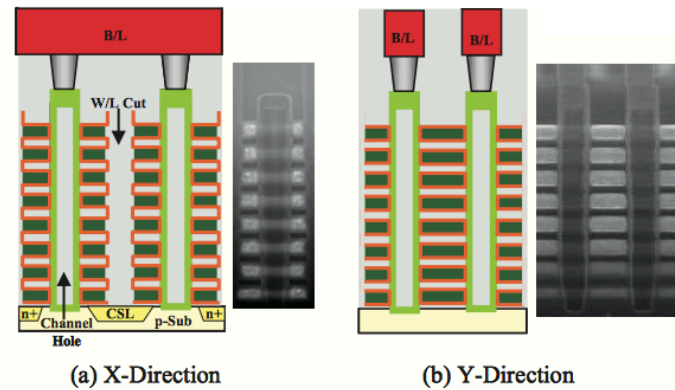 B/L
W/L Cut
n+
CSL
p-Sub
n+
Channel
Hole
(a) X-Direction
B/L
B/L
(b) Y-Direction